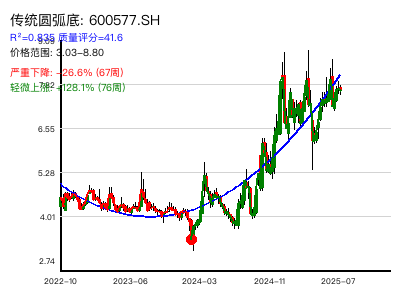 传统圆弧底: 600577.SH
R²=0.835 质量评分=41.6
价格范围: 3.03-8.80
严重下降: -26.6% (67周)
轻微上涨: +128.1% (76周)
7.82
6.55
5.28
4.01
2.74
2022-10
2023-06
2024-03
2024-11
2025-07